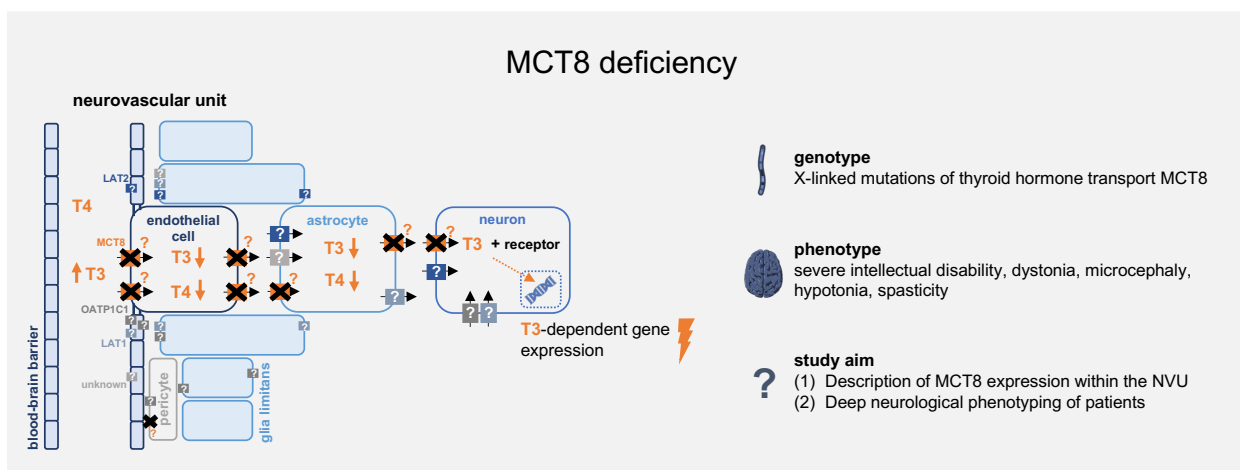 MCT8 deficiency
neurovascular unit
LAT2
?
?
?
?
?
T4
endothelial
cell
astrocyte
neuron
MCT8
?
?
?
?
?
T3
T3
T3
T3 + receptor
?
?
?
?
?
T4
T4
?
?
OATP1C1
?
?
?
?
?
?
LAT1
?
?
T3-dependent gene
expression
unknown
?
?
?
?
?
pericyte
glia limitans
blood-brain barrier
genotype
X-linked mutations of thyroid hormone transport MCT8
phenotype
severe intellectual disability, dystonia, microcephaly,
hypotonia, spasticity
?
study aim
(1) Description of MCT8 expression within the NVU
(2) Deep neurological phenotyping of patients